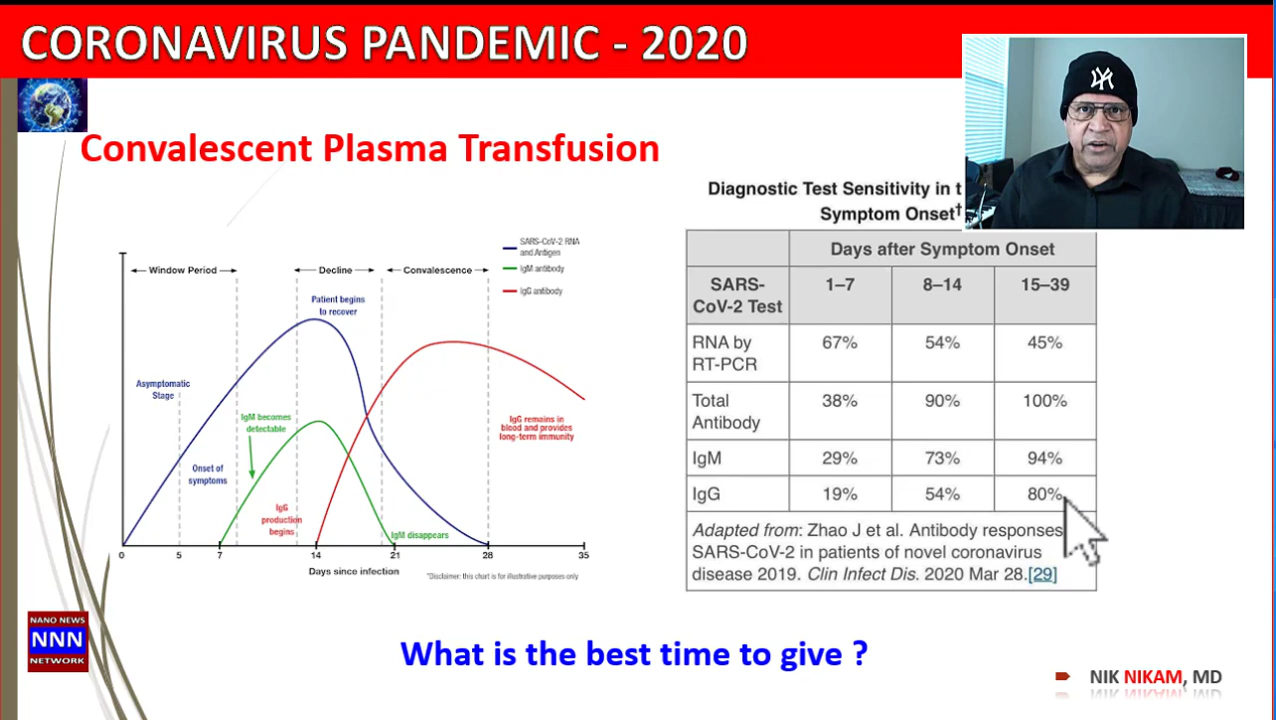 CORONAVIRUS PANDEMIC - 2020
Convalescent Plasma Transfusion
SARS-CoV-2 RNA
and Antigen
IgM antibody
IgG antibody
Window Period
Decline
Convalescence
Patient begins
to recover
Asymptomatic
Stage
IgM becomes
detectable
Onset of
symptoms
IgG
production
begins
IgG remains in
blood and provides
long-term immunity
IgM disappears
0 5 7 14 21 28 35
Days since infection
*Disclaimer: this chart is for illustrative purposes only
Diagnostic Test Sensitivity in t
Symptom Onset†
Days after Symptom Onset
SARS-
CoV-2 Test
1–7 8–14 15–39
RNA by
RT-PCR
67% 54% 45%
Total
Antibody
38% 90% 100%
IgM 29% 73% 94%
IgG 19% 54% 80%
Adapted from: Zhao J et al. Antibody responses
SARS-CoV-2 in patients of novel coronavirus
disease 2019. Clin Infect Dis. 2020 Mar 28.[29]
What is the best time to give ?
NANO NEWS
NNN
NETWORK
NIK NIKAM, MD